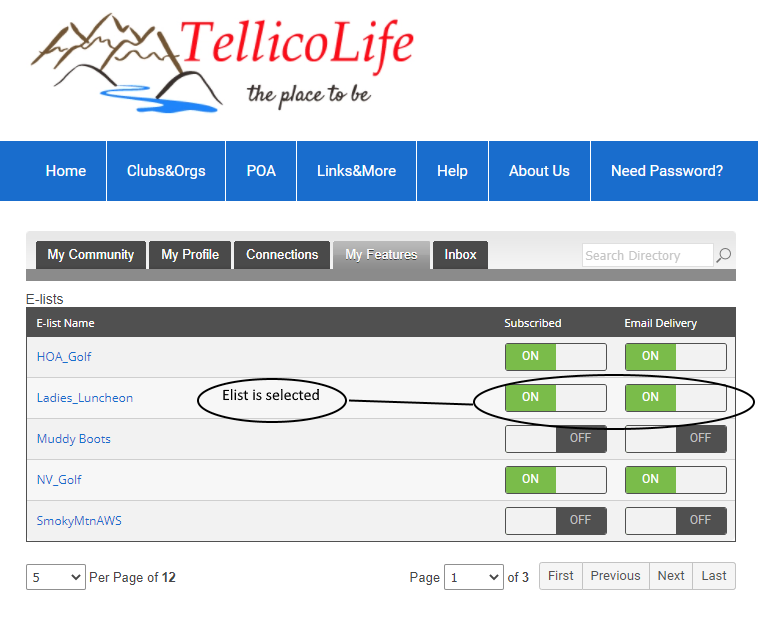 TellicoLife
the place to be
Home Clubs&Orgs POA Links&More Help About Us Need Password?
My Community My Profile Connections My Features Inbox Search Directory
E-lists
E-list Name Subscribed Email Delivery
HOA_Golf ON ON
Ladies_Luncheon Elist is selected ON ON
Muddy Boots OFF OFF
NV_Golf ON ON
SmokyMtnAWS OFF OFF
5 Per Page of 12 Page 1 of 3 First Previous Next Last